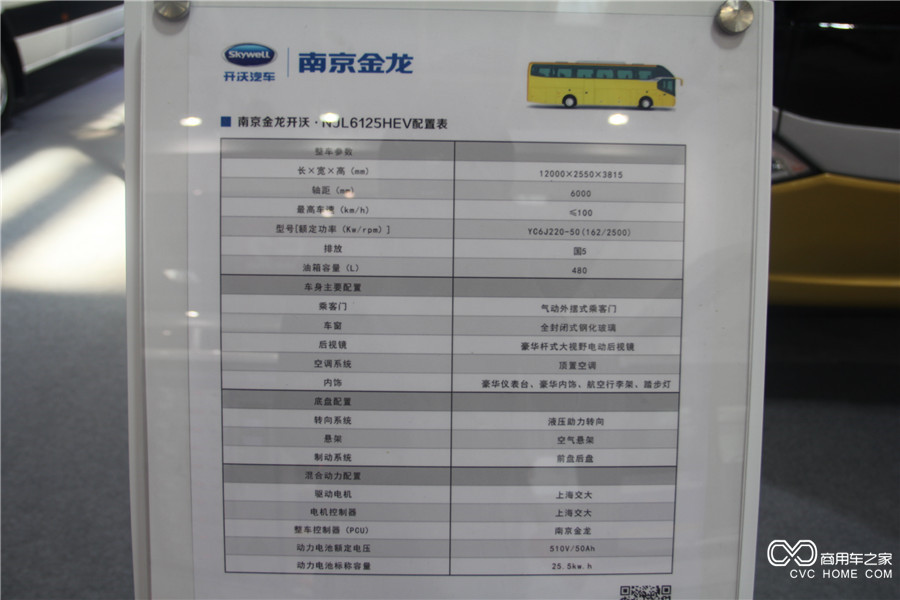 Skywell
开沃汽车
南京金龙
南京金龙开沃·NJL6125HEV配置表
整车参数
长×宽×高（mm） 12000×2550×3815
轴距（mm） 6000
最高车速（km/h） ≤100
型号[额定功率（Kw/rpm）] YC6J220-50(162/2500)
排放 国5
油箱容量（L） 480
车身主要配置
乘客门 气动外摆式乘客门
车窗 全封闭式钢化玻璃
后视镜 豪华杆式大视野电动后视镜
空调系统 顶置空调
内饰 豪华仪表台、豪华内饰、航空行李架、踏步灯
底盘配置
转向系统 液压助力转向
悬架 空气悬架
制动系统 前盘后盘
混合动力配置
驱动电机 上海交大
电机控制器 上海交大
整车控制器（PCU） 南京金龙
动力电池额定电压 510V/50Ah
动力电池标称容量 25.5kw.h
商用车之家
CVC HOME COM